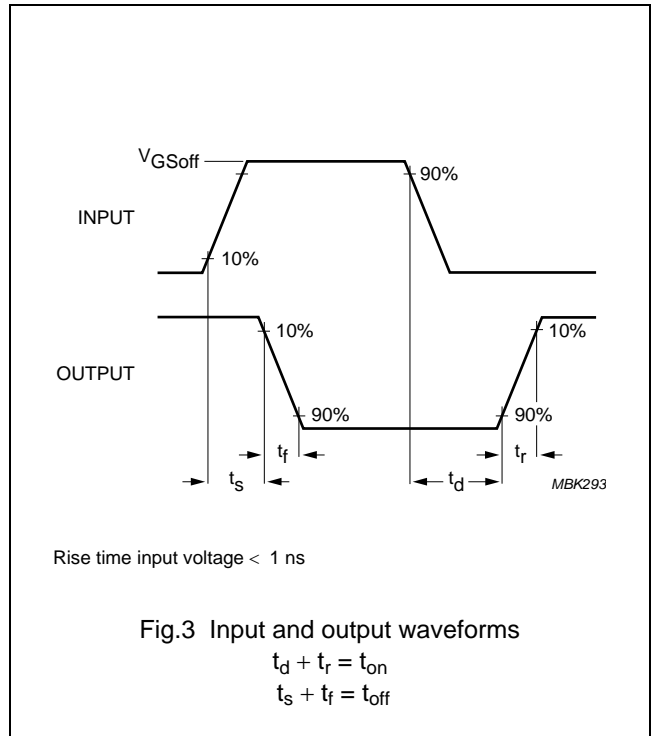 VGSoff
90%
INPUT
10%
10%
10%
OUTPUT
90%
90%
tf
tr
ts
td
MBK293
Rise time input voltage < 1 ns
Fig.3 Input and output waveforms
td + tr = ton
ts + tf = toff